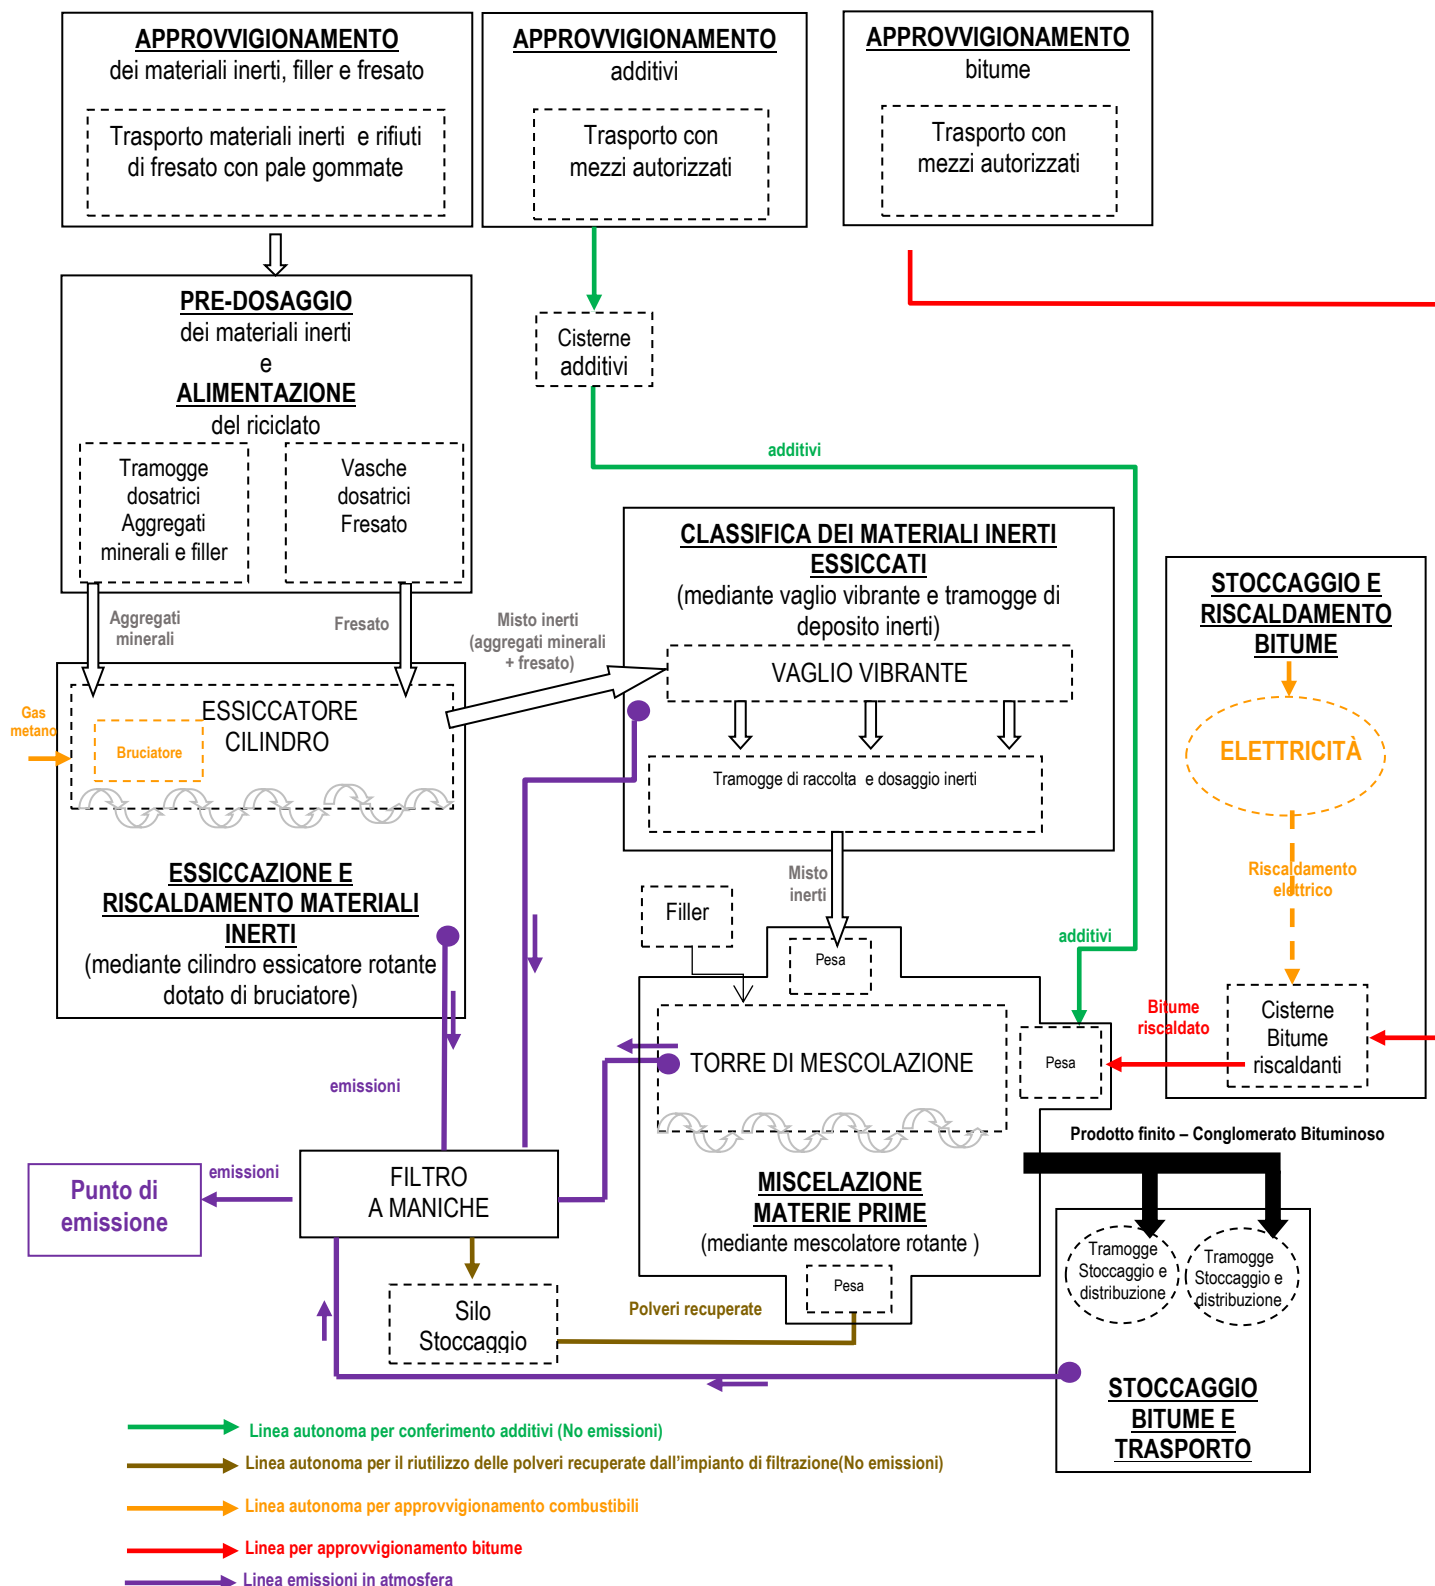 APPROVVIGIONAMENTO
dei materiali inerti, filler e fresato
Trasporto materiali inerti e rifiuti
di fresato con pale gommate
APPROVVIGIONAMENTO
additivi
Trasporto con
mezzi autorizzati
APPROVVIGIONAMENTO
bitume
Trasporto con
mezzi autorizzati
PRE-DOSAGGIO
dei materiali inerti
e
ALIMENTAZIONE
del riciclato
Tramogge
dosatrici
Aggregati
minerali e filler
Vasche
dosatrici
Fresato
Cisterne
additivi
additivi
Aggregati
minerali
Fresato
Misto inerti
(aggregati minerali
+ fresato)
CLASSIFICA DEI MATERIALI INERTI
ESSICCATI
(mediante vaglio vibrante e tramogge di
deposito inerti)
VAGLIO VIBRANTE
Tramogge di raccolta e dosaggio inerti
STOCCAGGIO E
RISCALDAMENTO
BITUME
ELETTRICITÀ
Riscaldamento
elettrico
Cisterne
Bitume
riscaldanti
Gas
metano
ESSICCATORE
CILINDRO
Bruciatore
ESSICCAZIONE E
RISCALDAMENTO MATERIALI
INERTI
(mediante cilindro essicatore rotante
dotato di bruciatore)
Misto
inerti
Filler
Pesa
additivi
Bitume
riscaldato
TORRE DI MESCOLAZIONE
Pesa
emissioni
MISCELAZIONE
MATERIE PRIME
(mediante mescolatore rotante )
Pesa
Prodotto finito – Conglomerato Bituminoso
FILTRO
A MANICHE
emissioni
Punto di
emissione
Silo
Stoccaggio
Polveri recuperate
Tramogge
Stoccaggio e
distribuzione
Tramogge
Stoccaggio e
distribuzione
STOCCAGGIO
BITUME E
TRASPORTO
Linea autonoma per conferimento additivi (No emissioni)
Linea autonoma per il riutilizzo delle polveri recuperate dall'impianto di filtrazione(No emissioni)
Linea autonoma per approvvigionamento combustibili
Linea per approvvigionamento bitume
Linea emissioni in atmosfera